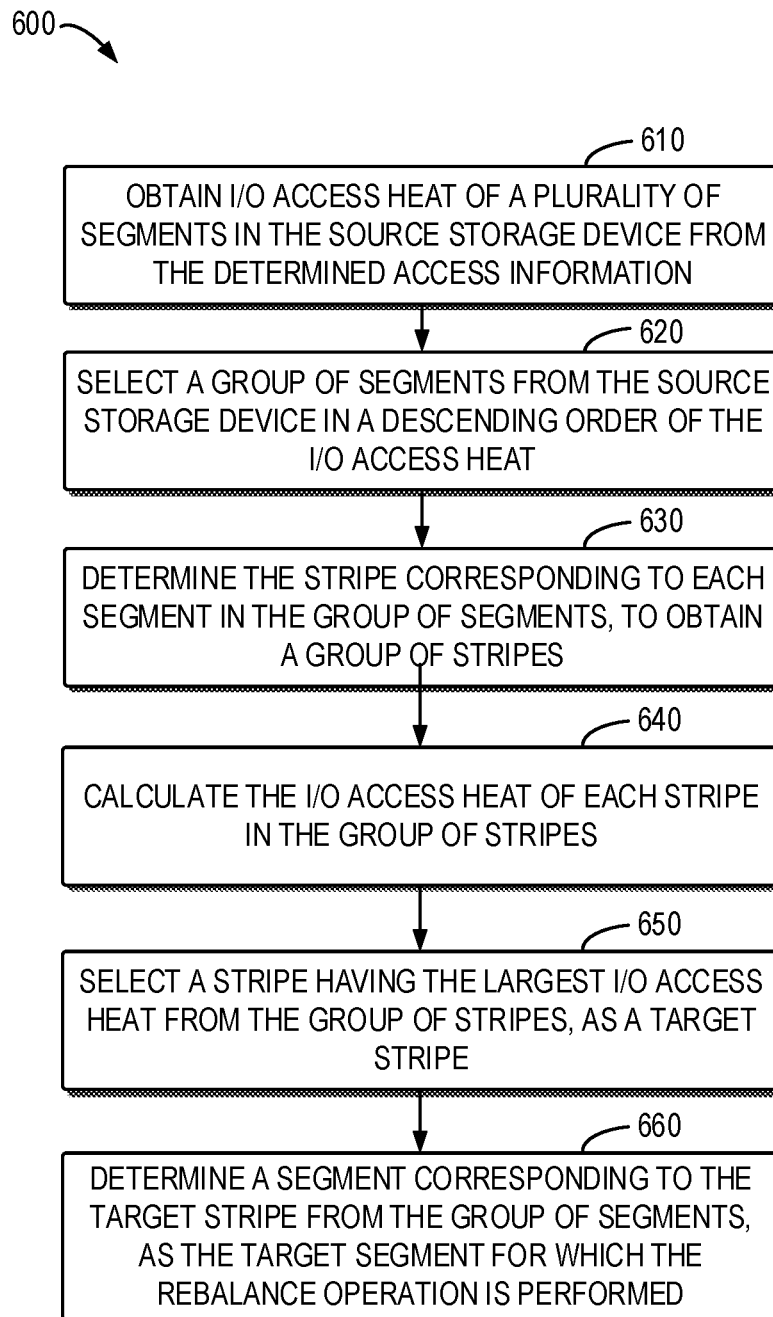 600
610
OBTAIN I/O ACCESS HEAT OF A PLURALITY OF
SEGMENTS IN THE SOURCE STORAGE DEVICE FROM
THE DETERMINED ACCESS INFORMATION
620
SELECT A GROUP OF SEGMENTS FROM THE SOURCE
STORAGE DEVICE IN A DESCENDING ORDER OF THE
I/O ACCESS HEAT
630
DETERMINE THE STRIPE CORRESPONDING TO EACH
SEGMENT IN THE GROUP OF SEGMENTS, TO OBTAIN
A GROUP OF STRIPES
640
CALCULATE THE I/O ACCESS HEAT OF EACH STRIPE
IN THE GROUP OF STRIPES
650
SELECT A STRIPE HAVING THE LARGEST I/O ACCESS
HEAT FROM THE GROUP OF STRIPES, AS A TARGET
STRIPE
660
DETERMINE A SEGMENT CORRESPONDING TO THE
TARGET STRIPE FROM THE GROUP OF SEGMENTS,
AS THE TARGET SEGMENT FOR WHICH THE
REBALANCE OPERATION IS PERFORMED